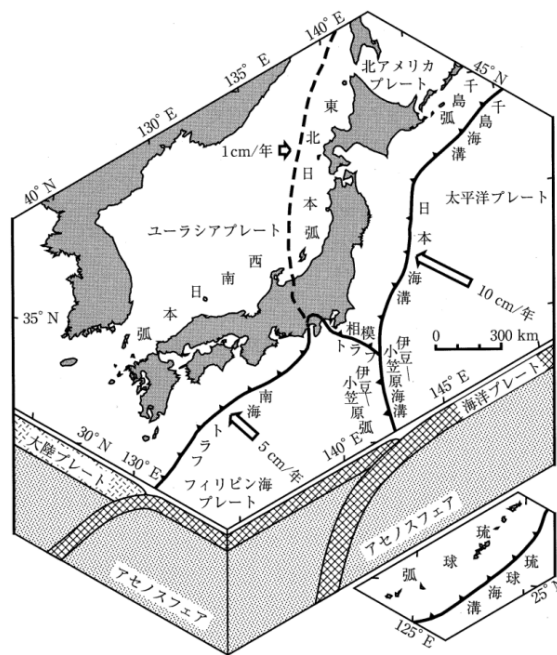 140°E
北アメリカ
プレート
45°N
千島弧
千島海溝
135°E
東北日本弧
1cm/年
130°E
太平洋プレート
40°N
ユーラシアプレート
日本海溝
西南日本弧
10 cm/年
35°N
相模トラフ
伊豆―小笠原海溝
0 300 km
伊豆―小笠原弧
145°E
海洋プレート
南海トラフ
5 cm/年
140°E
30°N
130°E
大陸プレート
フィリピン海
プレート
アセノスフェア
アセノスフェア
琉球弧
琉球海溝
25°N
125°E